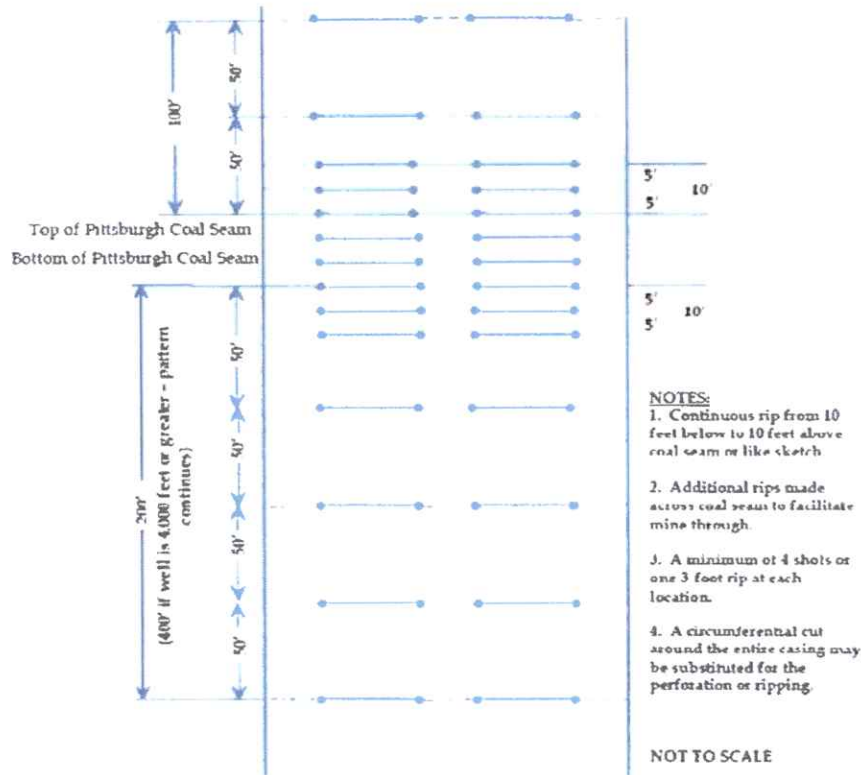 100'
50'
50'
5'
5'
10'
Top of Pittsburgh Coal Seam
Bottom of Pittsburgh Coal Seam
5'
5'
10'
200'
(400' if well is 4,000 feet or greater – pattern
continues)
50'
50'
50'
50'
NOTES:
1. Continuous rip from 10
feet below to 10 feet above
coal seam or like sketch
2. Additional rips made
across coal seam to facilitate
mine through.
3. A minimum of 4 shots or
one 3 foot rip at each
location.
4. A circumferential cut
around the entire casing may
be substituted for the
perforation or ripping.
NOT TO SCALE